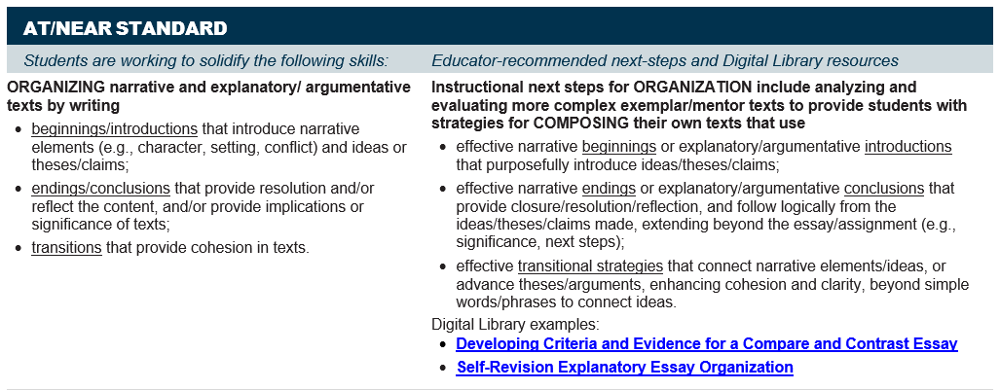 AT/NEAR STANDARD
Students are working to solidify the following skills:
Educator-recommended next-steps and Digital Library resources
ORGANIZING narrative and explanatory/ argumentative
texts by writing
• beginnings/introductions that introduce narrative
elements (e.g., character, setting, conflict) and ideas or
theses/claims;
• endings/conclusions that provide resolution and/or
reflect the content, and/or provide implications or
significance of texts;
• transitions that provide cohesion in texts.
Instructional next steps for ORGANIZATION include analyzing and
evaluating more complex exemplar/mentor texts to provide students with
strategies for COMPOSING their own texts that use
• effective narrative beginnings or explanatory/argumentative introductions
that purposefully introduce ideas/theses/claims;
• effective narrative endings or explanatory/argumentative conclusions that
provide closure/resolution/reflection, and follow logically from the
ideas/theses/claims made, extending beyond the essay/assignment (e.g.,
significance, next steps);
• effective transitional strategies that connect narrative elements/ideas, or
advance theses/arguments, enhancing cohesion and clarity, beyond simple
words/phrases to connect ideas.
Digital Library examples:
• Developing Criteria and Evidence for a Compare and Contrast Essay
• Self-Revision Explanatory Essay Organization